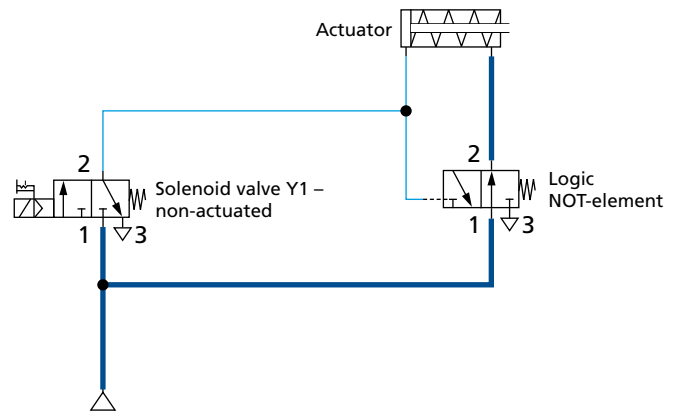 Actuator
2
Solenoid valve Y1 –
non-actuated
1
3
2
Logic
NOT-element
1
3